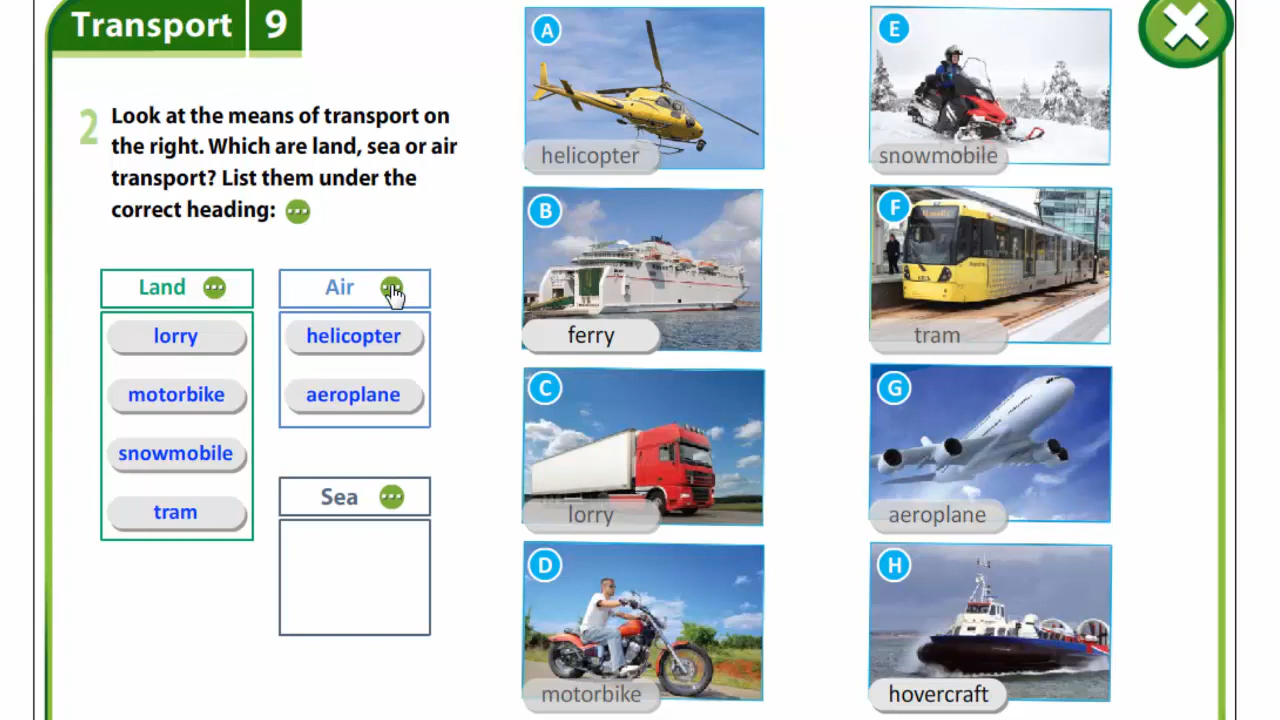 Transport 9
2 Look at the means of transport on
the right. Which are land, sea or air
transport? List them under the
correct heading:
Land
lorry
motorbike
snowmobile
tram
Air
helicopter
aeroplane
Sea
A
helicopter
B
ferry
C
lorry
D
motorbike
E
snowmobile
F
tram
G
aeroplane
H
hovercraft